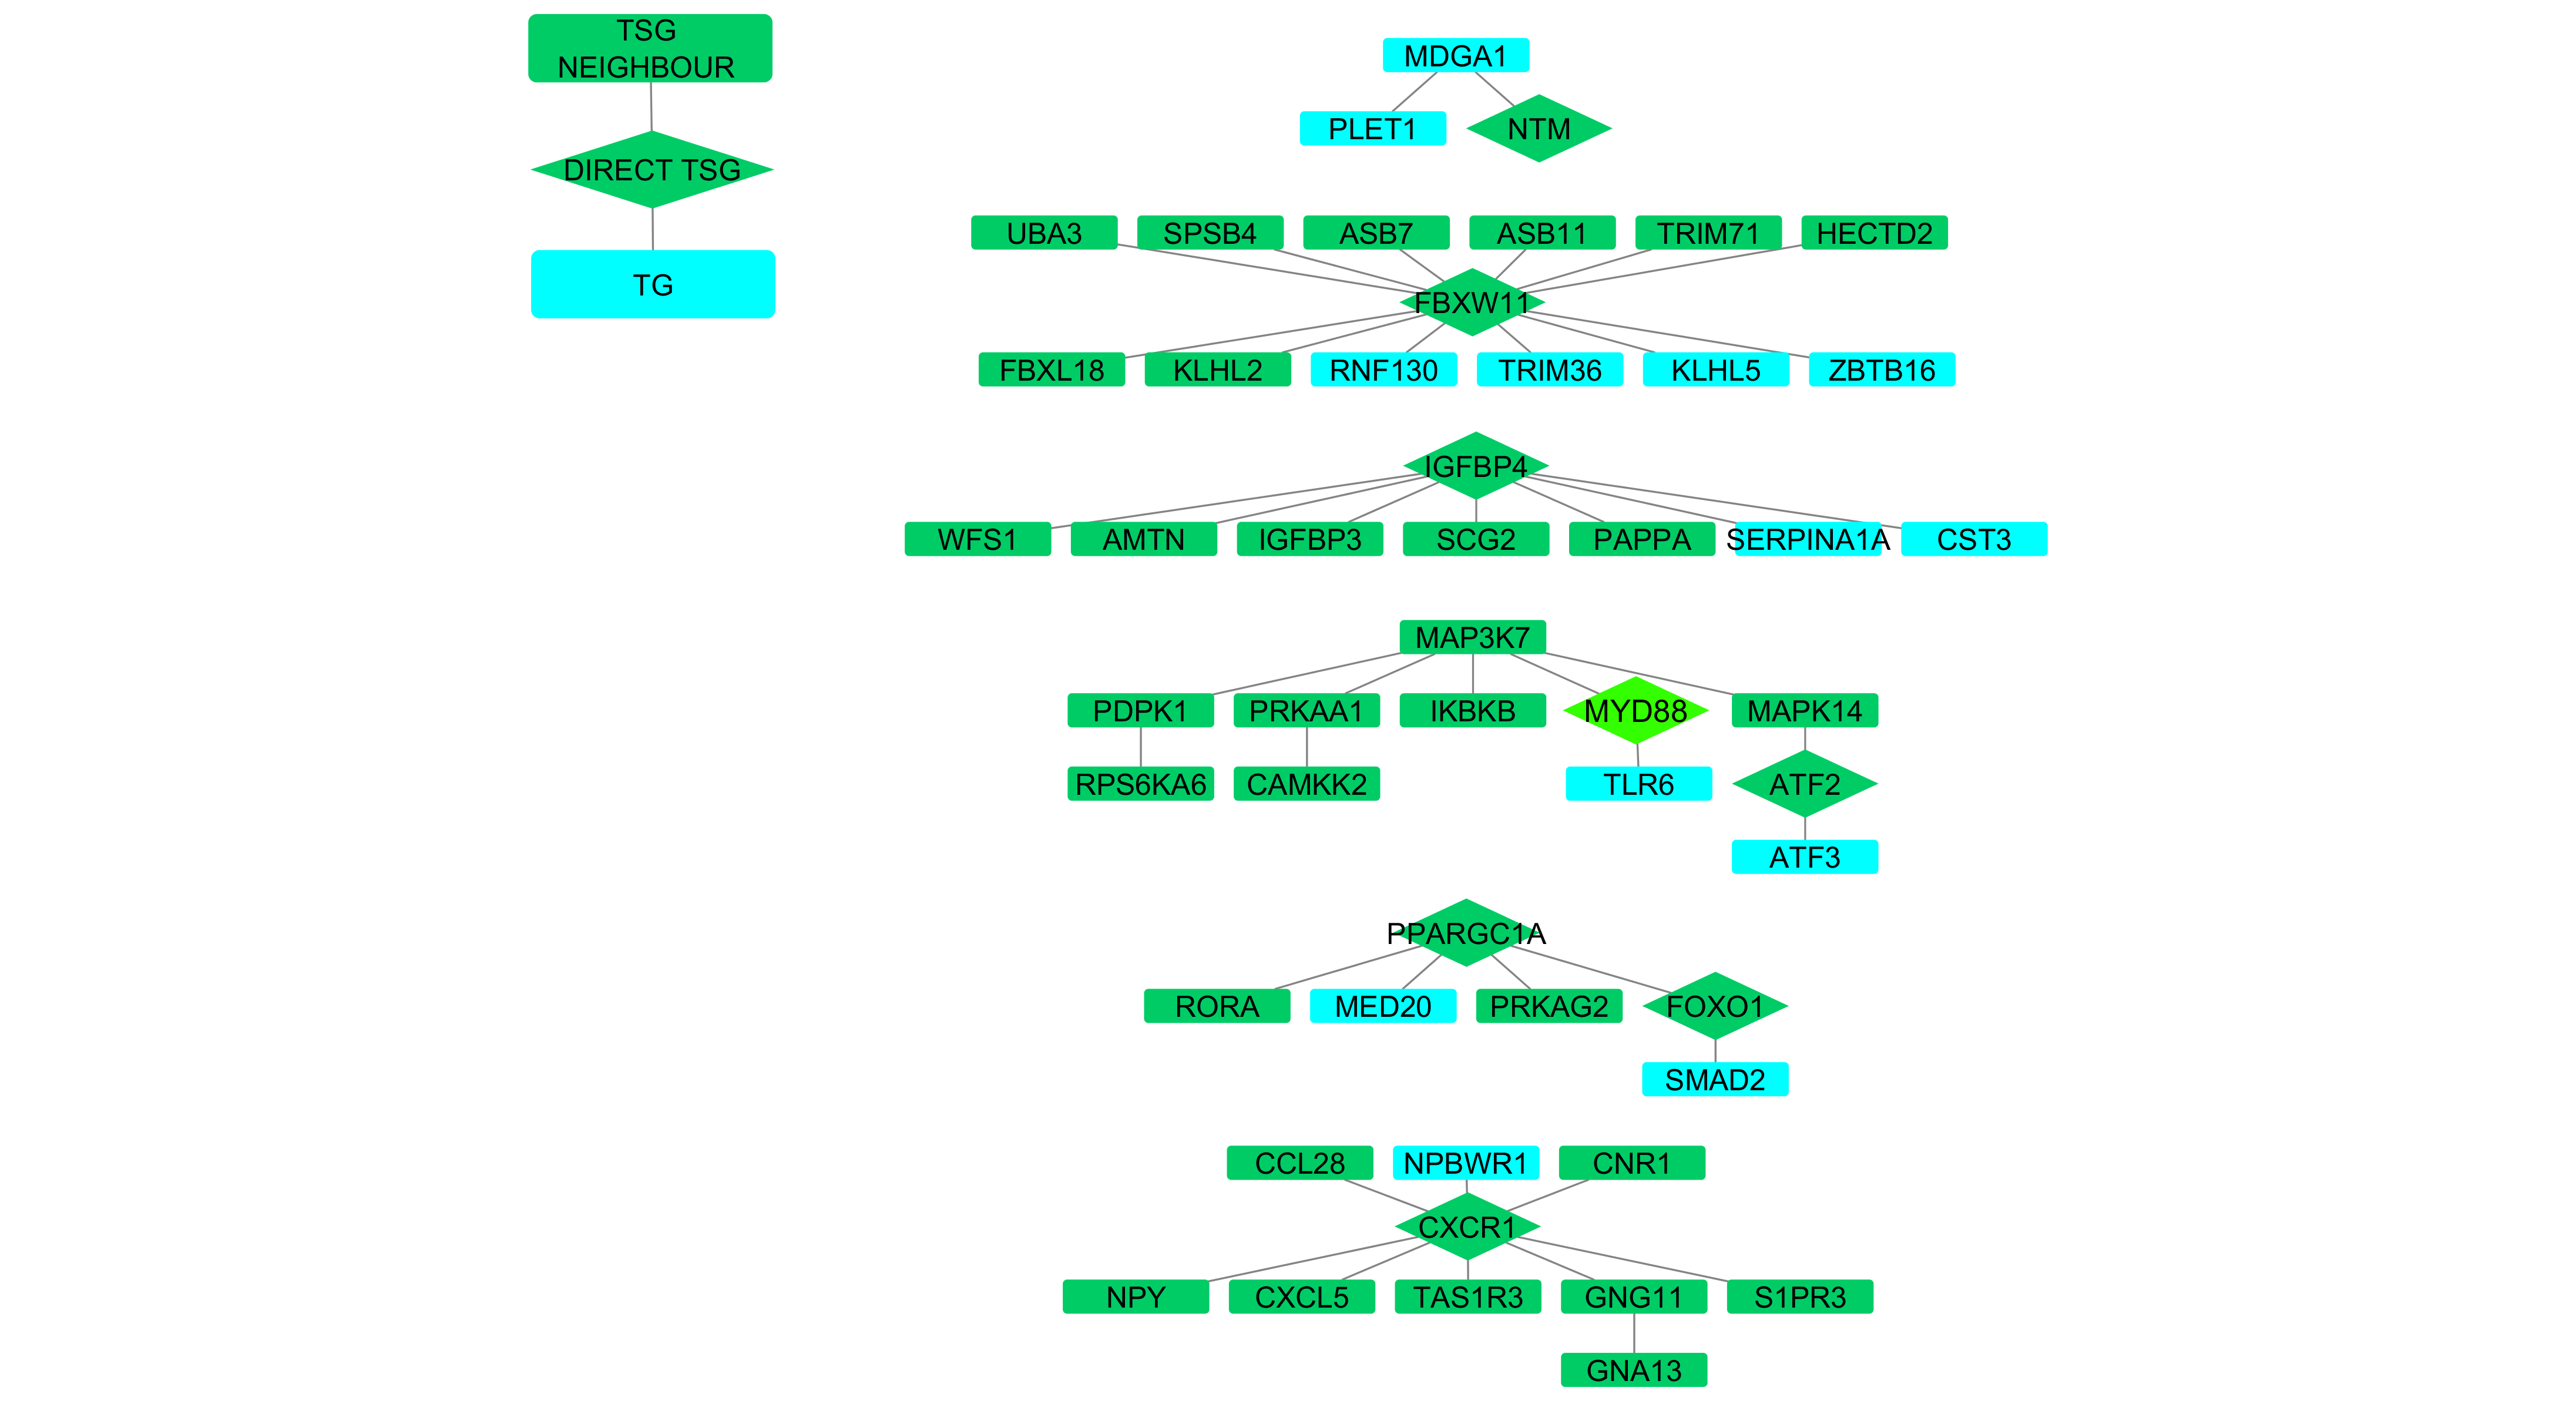 TSG
NEIGHBOUR
DIRECT TSG
TG
MDGA1
PLET1 NTM
UBA3 SPSB4 ASB7 ASB11 TRIM71 HECTD2
FBXW11
FBXL18 KLHL2 RNF130 TRIM36 KLHL5 ZBTB16
IGFBP4
WFS1 AMTN IGFBP3 SCG2 PAPPA SERPINA1A CST3
MAP3K7
PDPK1 PRKAA1 IKBKB MYD88 MAPK14
RPS6KA6 CAMKK2 TLR6 ATF2
ATF3
PPARGC1A
RORA MED20 PRKAG2 FOXO1
SMAD2
CCL28 NPBWR1 CNR1
CXCR1
NPY CXCL5 TAS1R3 GNG11 S1PR3
GNA13